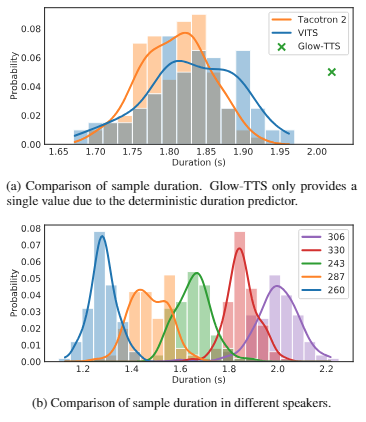 Tacotron 2
VITS
Glow-TTS
Probability
0.08
0.06
0.04
0.02
0.00
1.65 1.70 1.75 1.80 1.85 1.90 1.95 2.00
Duration (s)
(a) Comparison of sample duration. Glow-TTS only provides a
single value due to the deterministic duration predictor.
306
330
243
287
260
Probability
0.08
0.07
0.06
0.05
0.04
0.03
0.02
0.01
0.00
1.2 1.4 1.6 1.8 2.0 2.2
Duration (s)
(b) Comparison of sample duration in different speakers.